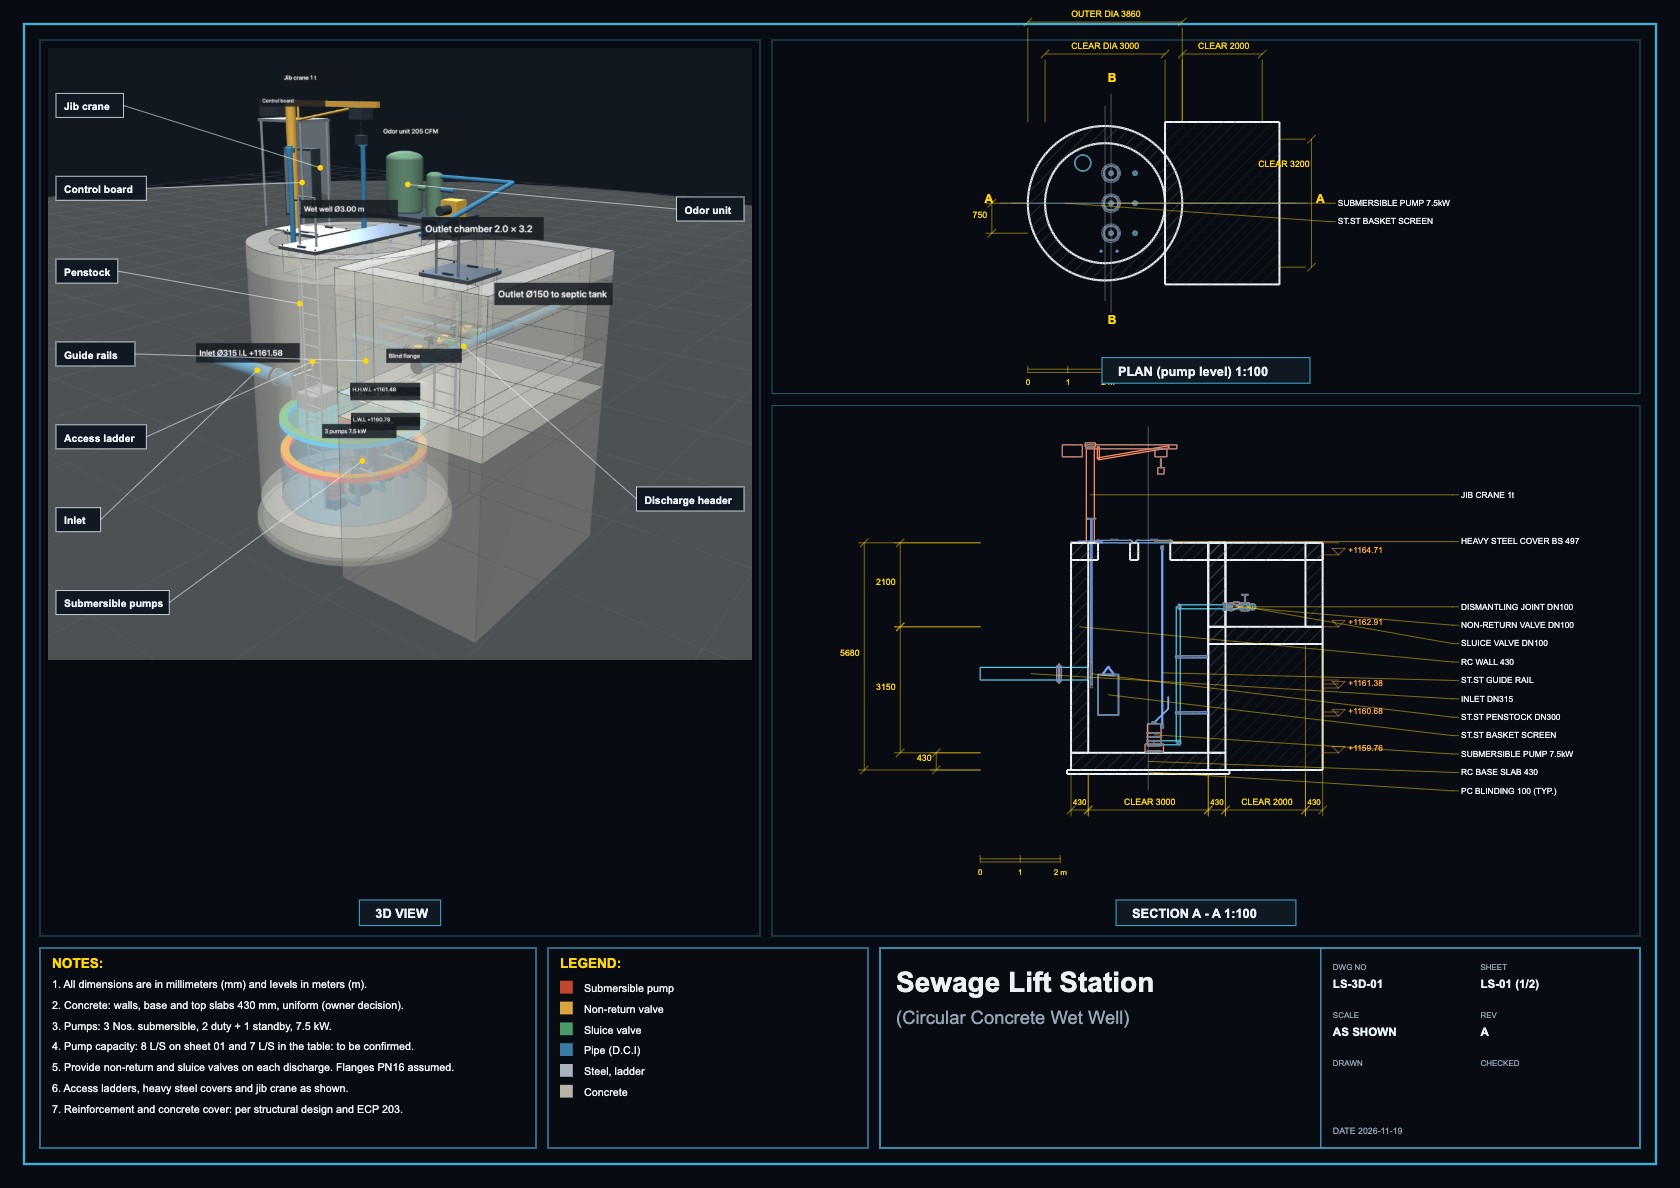 Jib crane 1 t
Control board
Odor unit 205 CFM
Jib crane
Control board
Wet well Ø3.00 m
Odor unit
Outlet chamber 2.0 × 3.2
Penstock
Outlet Ø150 to septic tank
Guide rails
Inlet Ø315 I.L +1161.58
Blind flange
H.H.W.L +1161.48
L.W.L +1160.78
3 pumps 7.5 kW
Access ladder
Discharge header
Inlet
Submersible pumps
3D VIEW
OUTER DIA 3860
CLEAR DIA 3000
CLEAR 2000
B
CLEAR 3200
A
A
750
SUBMERSIBLE PUMP 7.5kW
ST.ST BASKET SCREEN
B
0 1
PLAN (pump level) 1:100
JIB CRANE 1t
HEAVY STEEL COVER BS 497
+1164.71
2100
DISMANTLING JOINT DN100
+1162.91
NON-RETURN VALVE DN100
SLUICE VALVE DN100
5680
RC WALL 430
ST.ST GUIDE RAIL
+1161.38
3150
INLET DN315
+1160.68
ST.ST PENSTOCK DN300
ST.ST BASKET SCREEN
+1159.76
SUBMERSIBLE PUMP 7.5kW
430
RC BASE SLAB 430
PC BLINDING 100 (TYP.)
430 CLEAR 3000 430 CLEAR 2000 430
0 1 2 m
SECTION A - A 1:100
NOTES:
1. All dimensions are in millimeters (mm) and levels in meters (m).
2. Concrete: walls, base and top slabs 430 mm, uniform (owner decision).
3. Pumps: 3 Nos. submersible, 2 duty + 1 standby, 7.5 kW.
4. Pump capacity: 8 L/S on sheet 01 and 7 L/S in the table: to be confirmed.
5. Provide non-return and sluice valves on each discharge. Flanges PN16 assumed.
6. Access ladders, heavy steel covers and jib crane as shown.
7. Reinforcement and concrete cover: per structural design and ECP 203.
LEGEND:
Submersible pump
Non-return valve
Sluice valve
Pipe (D.C.I)
Steel, ladder
Concrete
Sewage Lift Station
(Circular Concrete Wet Well)
DWG NO
LS-3D-01
SHEET
LS-01 (1/2)
SCALE
AS SHOWN
REV
A
DRAWN
CHECKED
DATE 2026-11-19